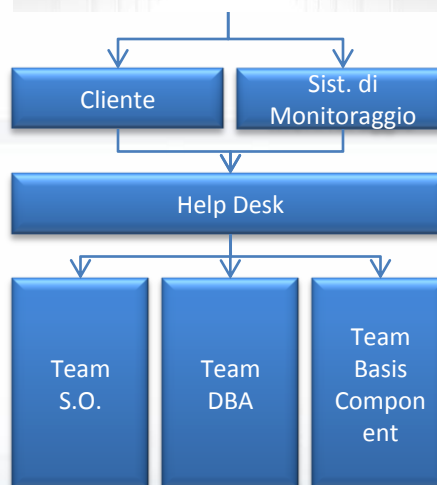 Cliente
Sist. di
Monitoraggio
Help Desk
Team
S.O.
Team
DBA
Team
Basis
Compon
ent